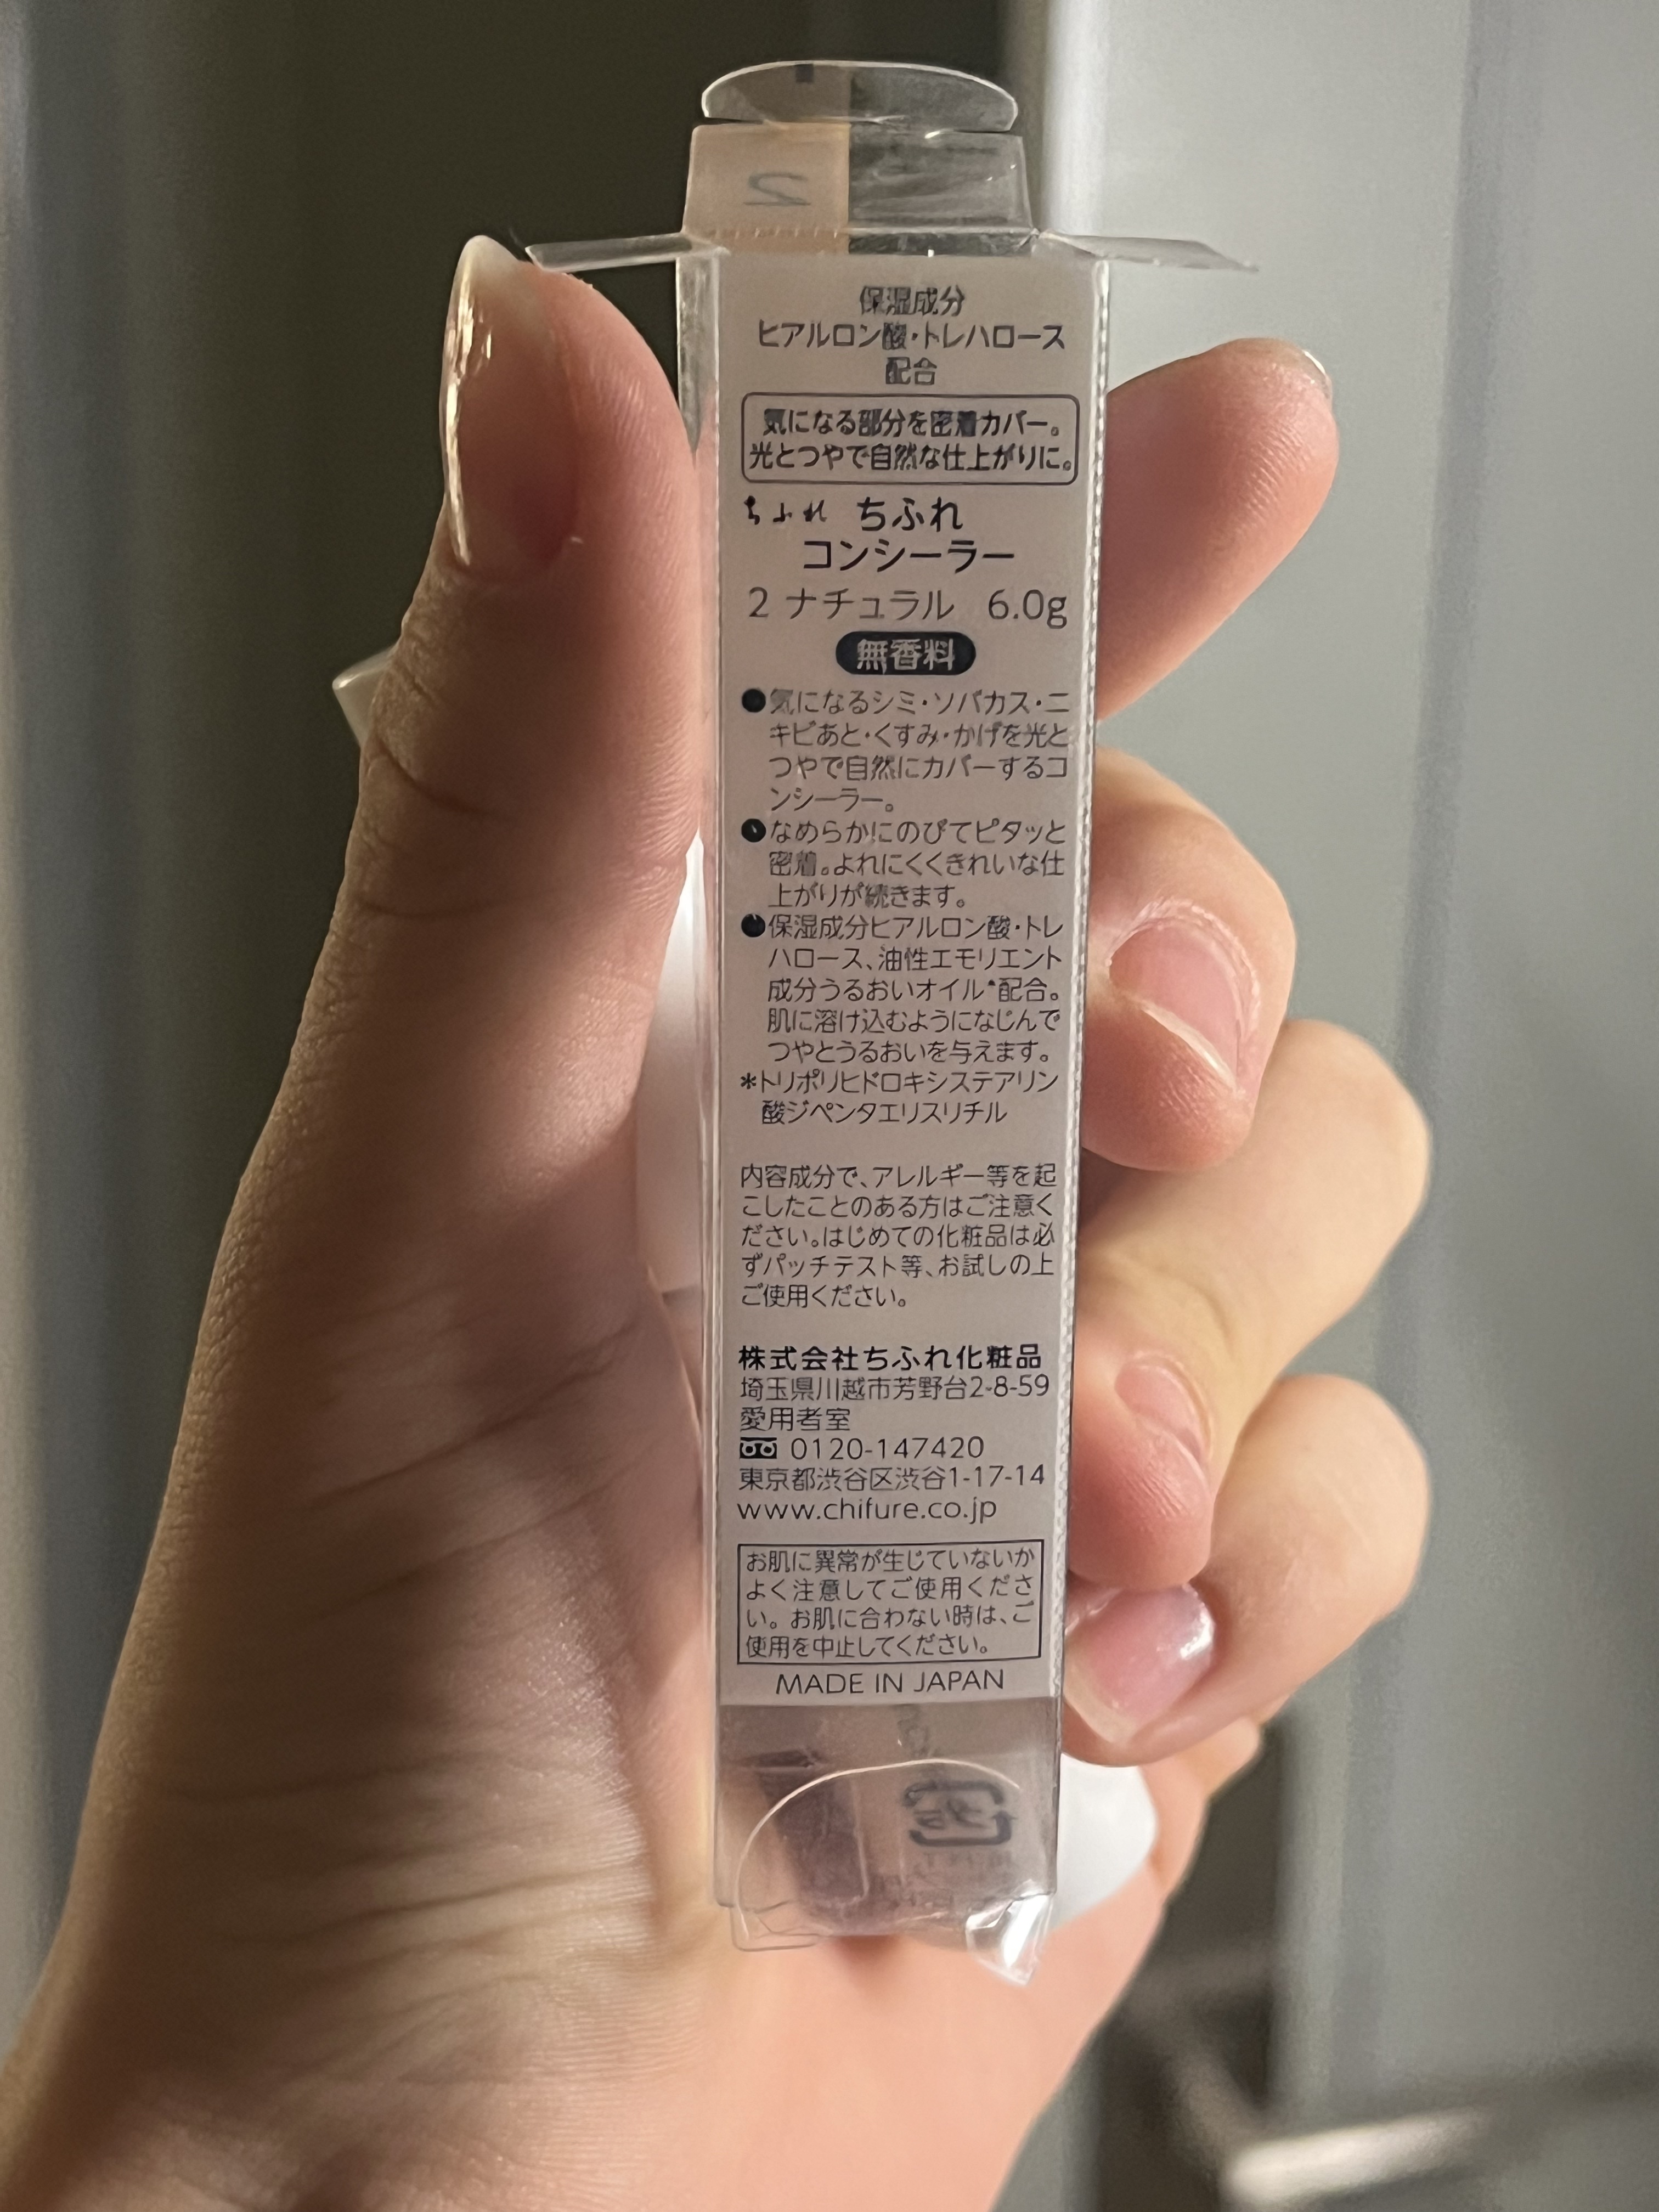 2
保湿成分
ヒアルロン酸・トレハロース
配合
気になる部分を密着カバー。
光とつやで自然な仕上がりに。
ちふれ ちふれ
コンシーラー
2 ナチュラル 6.0g
無香料
●気になるシミ・ソバカス・ニ
キビあと・くすみ・かげを光と
つやで自然にカバーするコ
ンシーラー。
●なめらかにのびてピタッと
密着。よれにくくきれいな仕
上がりが続きます。
●保湿成分ヒアルロン酸・トレ
ハロース、油性エモリエント
成分うるおいオイル*配合。
肌に溶け込むようになじんで
つやとうるおいを与えます。
*トリポリヒドロキシステアリン
酸ジペンタエリスリチル
内容成分で、アレルギー等を起
こしたことのある方はご注意く
ださい。はじめての化粧品は必
ずパッチテスト等、お試しの上
ご使用ください。
株式会社ちふれ化粧品
埼玉県川越市芳野台2-8-59
愛用者室
0120-147420
東京都渋谷区渋谷1-17-14
www.chifure.co.jp
お肌に異常が生じていないか
よく注意してご使用くださ
い。お肌に合わない時は、ご
使用を中止してください。
MADE IN JAPAN
プラ